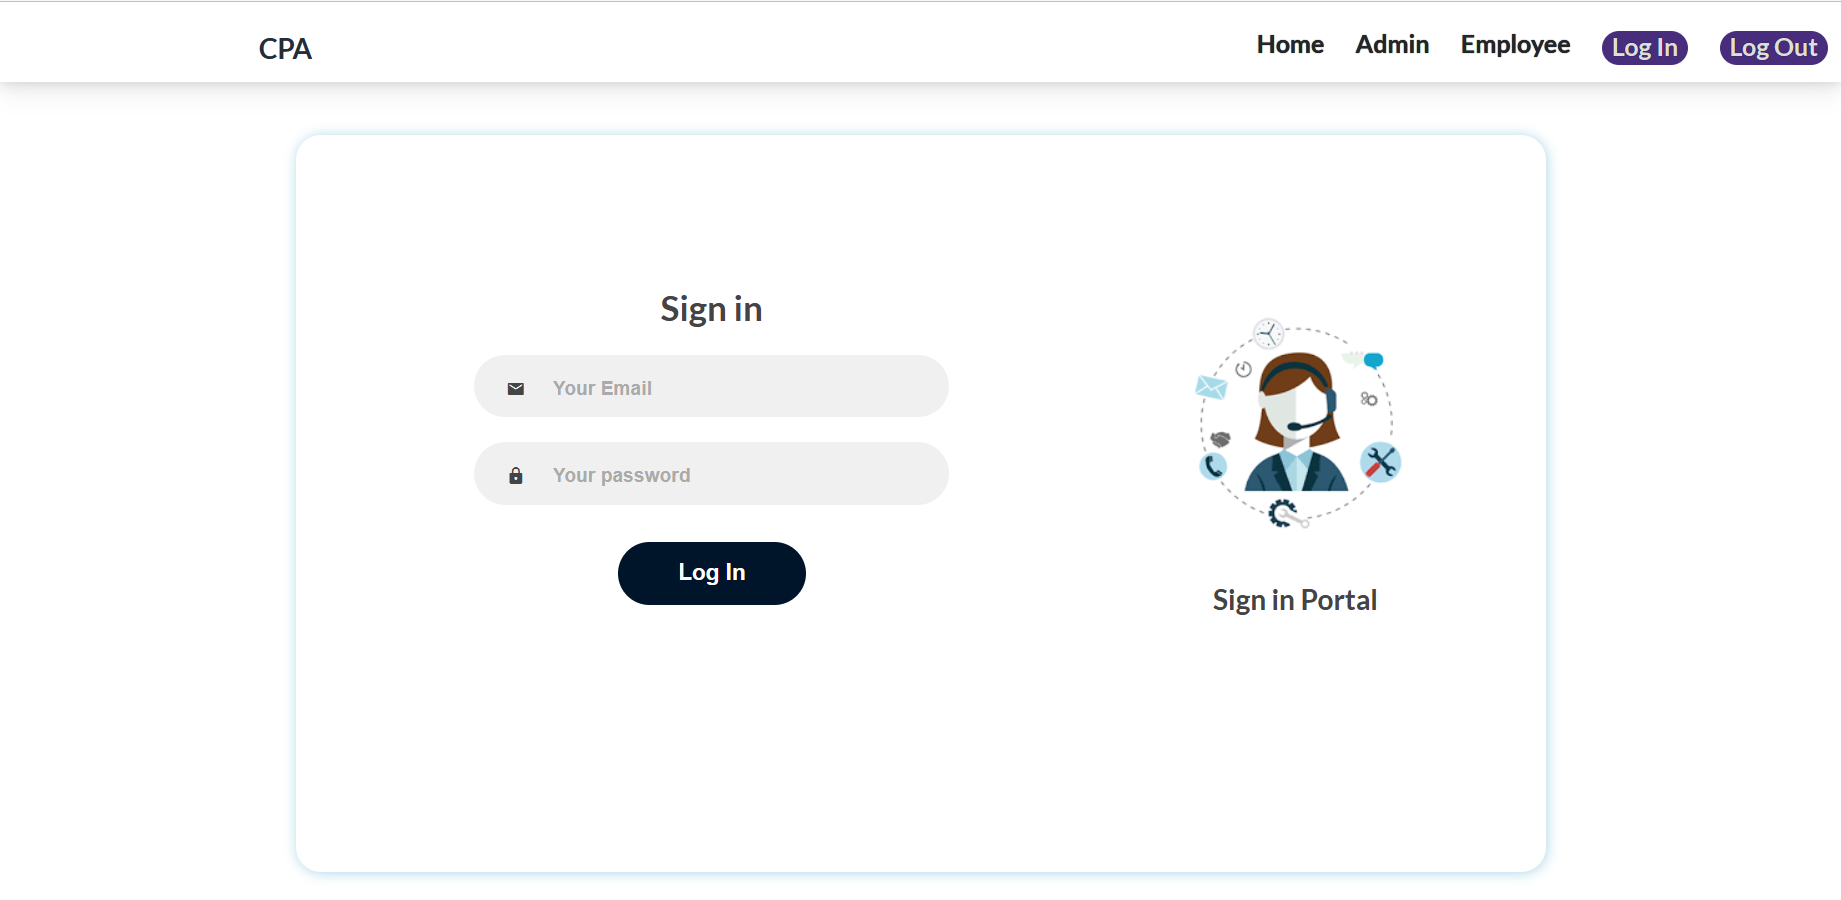 CPA
Home Admin Employee Log In Log Out
Sign in
Your Email
Your password
Log In
Sign in Portal